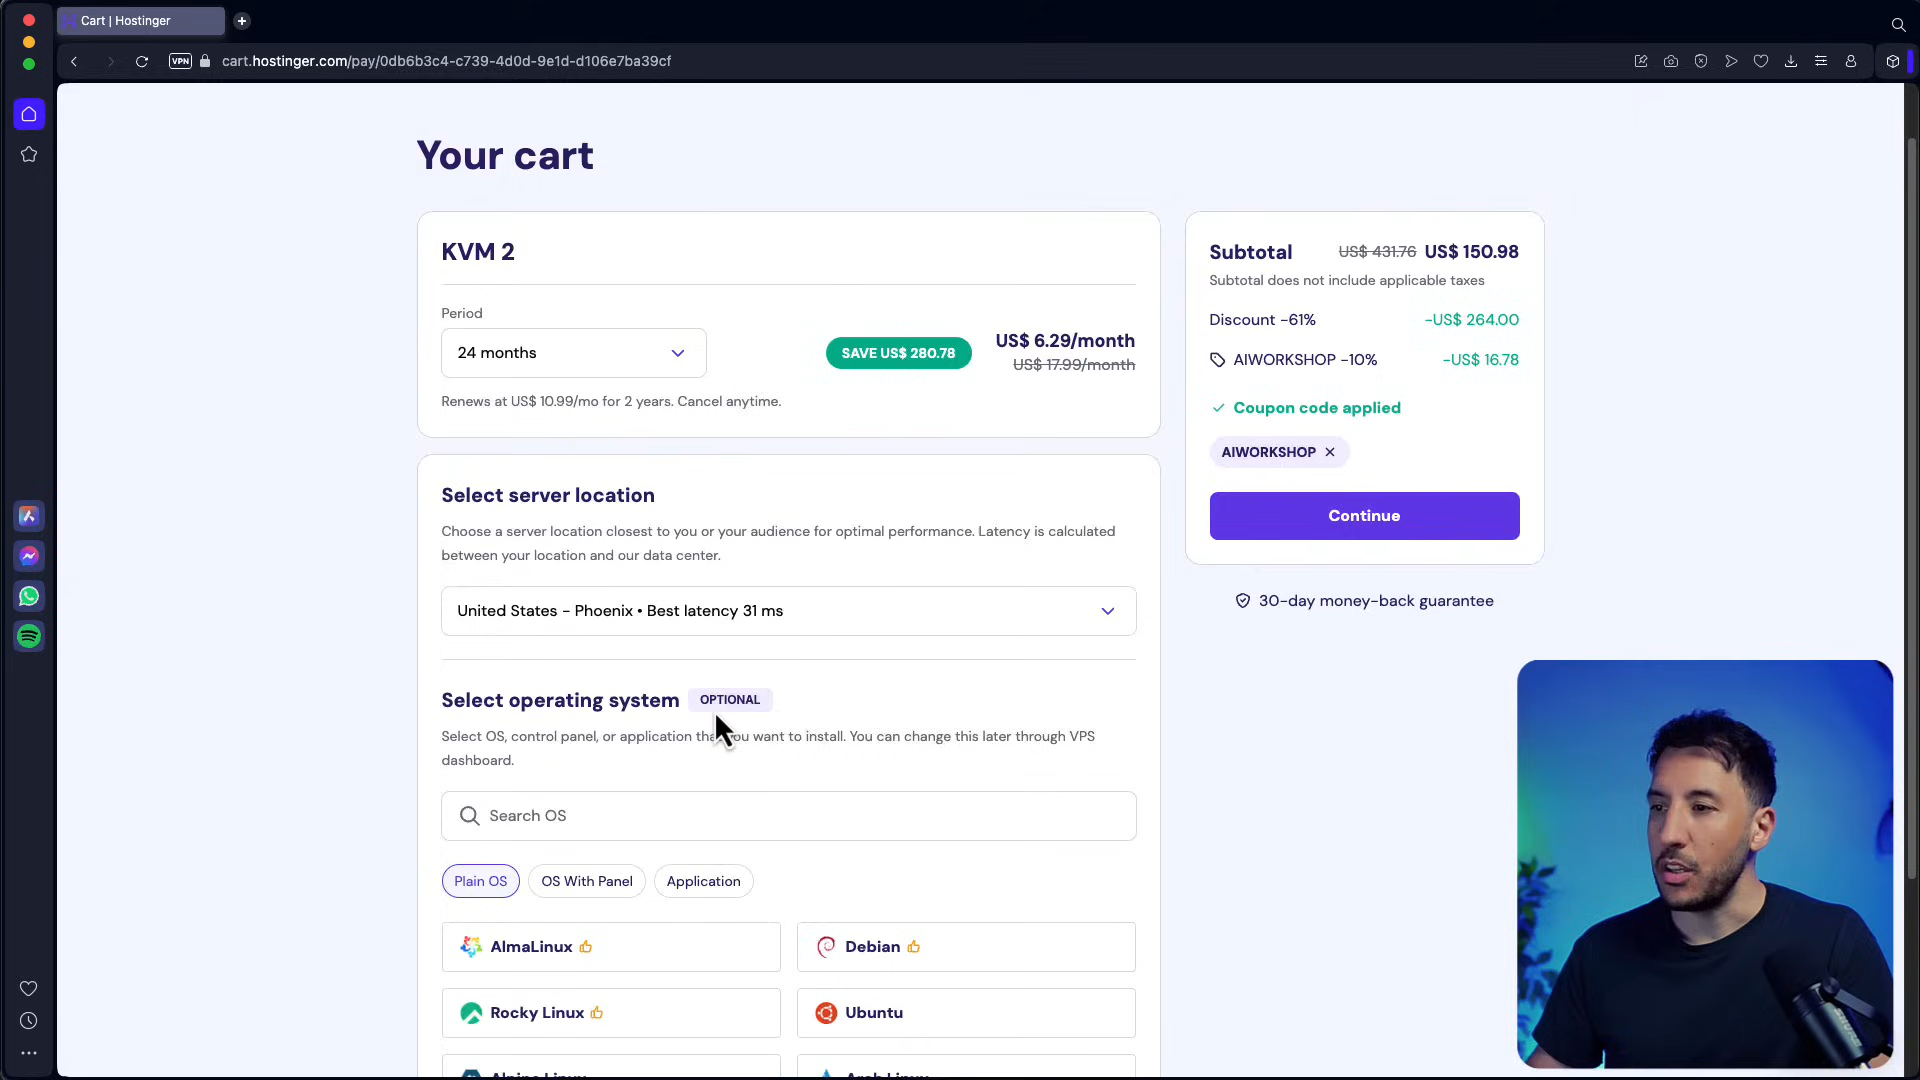 Cart | Hostinger
VPN
cart.hostinger.com/pay/0db6b3c4-c739-4d0d-9e1d-d106e7ba39cf
Your cart
KVM 2
Period
24 months
SAVE US$ 280.78
US$ 6.29/month
US$ 17.99/month
Renews at US$ 10.99/mo for 2 years. Cancel anytime.
Subtotal US$ 431.76 US$ 150.98
Subtotal does not include applicable taxes
Discount -61% -US$ 264.00
AIWORKSHOP -10% -US$ 16.78
Coupon code applied
AIWORKSHOP
Continue
30-day money-back guarantee
Select server location
Choose a server location closest to you or your audience for optimal performance. Latency is calculated
between your location and our data center.
United States - Phoenix • Best latency 31 ms
Select operating system OPTIONAL
Select OS, control panel, or application that you want to install. You can change this later through VPS
dashboard.
Search OS
Plain OS
OS With Panel
Application
AlmaLinux
Debian
Rocky Linux
Ubuntu
Alpine Linux
Arch Linux